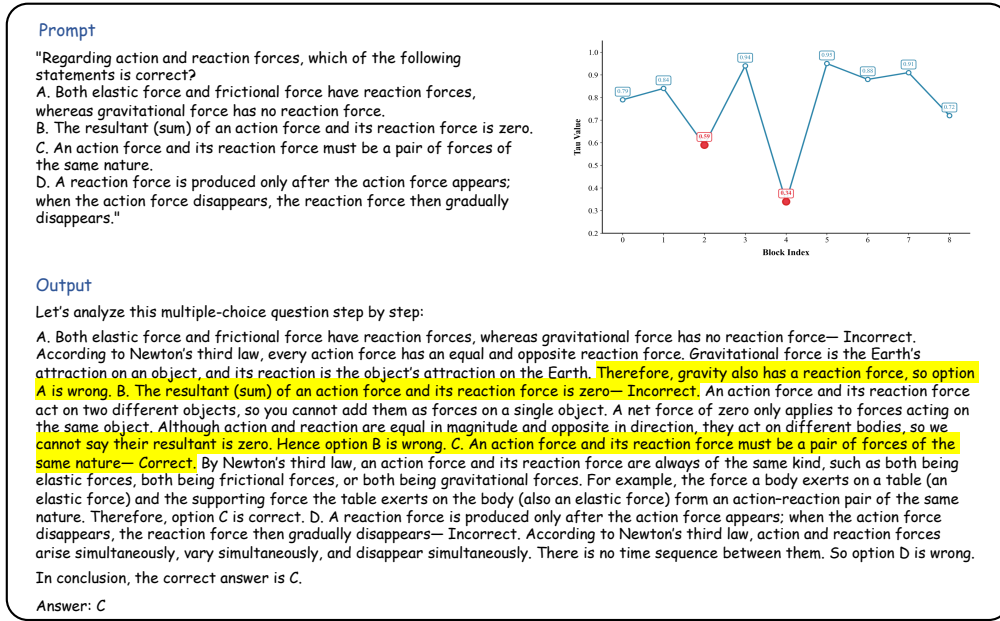 Prompt
"Regarding action and reaction forces, which of the following
statements is correct?
A. Both elastic force and frictional force have reaction forces,
whereas gravitational force has no reaction force.
B. The resultant (sum) of an action force and its reaction force is zero.
C. An action force and its reaction force must be a pair of forces of
the same nature.
D. A reaction force is produced only after the action force appears;
when the action force disappears, the reaction force then gradually
disappears."
Tau Value
1.0
0.9
0.8
0.7
0.6
0.5
0.4
0.3
0.2
0.79
0.84
0.59
0.94
0.34
0.95
0.88
0.91
0.72
0 1 2 3 4 5 6 7 8
Block Index
Output
Let's analyze this multiple-choice question step by step:
A. Both elastic force and frictional force have reaction forces, whereas gravitational force has no reaction force— Incorrect.
According to Newton's third law, every action force has an equal and opposite reaction force. Gravitational force is the Earth's
attraction on an object, and its reaction is the object's attraction on the Earth. Therefore, gravity also has a reaction force, so option
A is wrong. B. The resultant (sum) of an action force and its reaction force is zero— Incorrect. An action force and its reaction force
act on two different objects, so you cannot add them as forces on a single object. A net force of zero only applies to forces acting on
the same object. Although action and reaction are equal in magnitude and opposite in direction, they act on different bodies, so we
cannot say their resultant is zero. Hence option B is wrong. C. An action force and its reaction force must be a pair of forces of the
same nature— Correct. By Newton's third law, an action force and its reaction force are always of the same kind, such as both being
elastic forces, both being frictional forces, or both being gravitational forces. For example, the force a body exerts on a table (an
elastic force) and the supporting force the table exerts on the body (also an elastic force) form an action–reaction pair of the same
nature. Therefore, option C is correct. D. A reaction force is produced only after the action force appears; when the action force
disappears, the reaction force then gradually disappears— Incorrect. According to Newton's third law, action and reaction forces
arise simultaneously, vary simultaneously, and disappear simultaneously. There is no time sequence between them. So option D is wrong.
In conclusion, the correct answer is C.
Answer: C